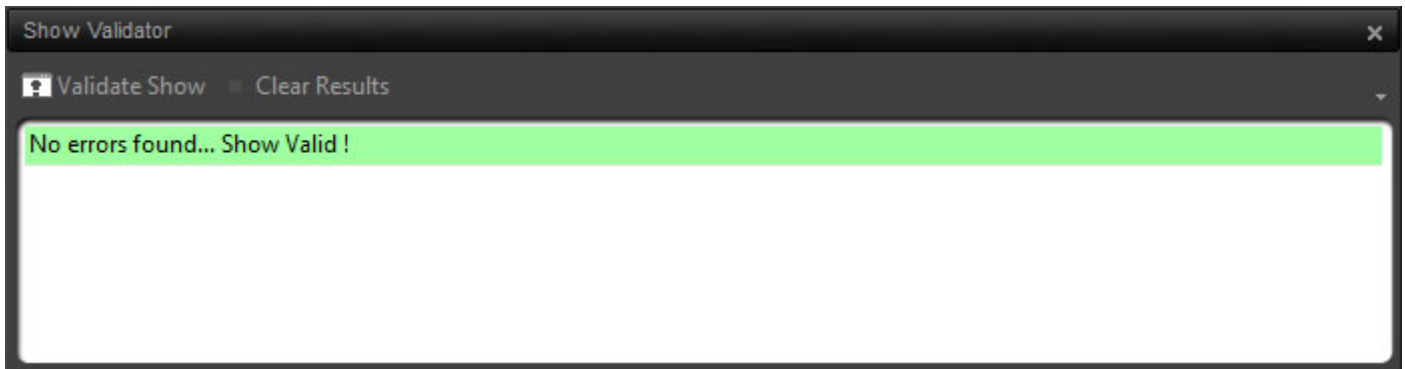 Show Validator
Validate Show Clear Results
No errors found... Show Valid !